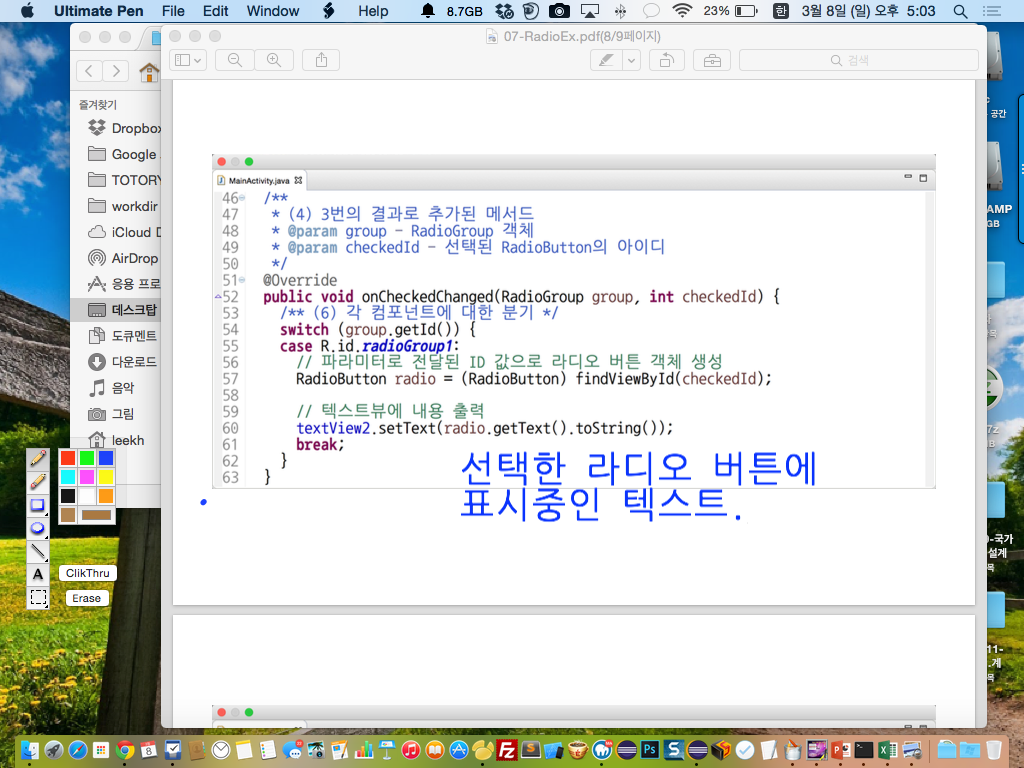 Ultimate Pen File Edit Window Help 8.7GB 23% 한 3월 8일 (일) 오후 5:03
07-RadioEx.pdf(8/9페이지)
검색
즐겨찾기
Dropbox
Google
TOTORY
workdir
iCloud D
AirDrop
응용 프로
데스크탑
도큐멘트
다운로드
음악
그림
leekh
MainActivity.java
46 /**
47 * (4) 3번의 결과로 추가된 메서드
48 * @param group - RadioGroup 객체
49 * @param checkedId - 선택된 RadioButton의 아이디
50 */
51 @Override
52 public void onCheckedChanged(RadioGroup group, int checkedId) {
53 /** (6) 각 컴포넌트에 대한 분기 */
54 switch (group.getId()) {
55 case R.id.radioGroup1:
56 // 파라미터로 전달된 ID 값으로 라디오 버튼 객체 생성
57 RadioButton radio = (RadioButton) findViewById(checkedId);
58
59 // 텍스트뷰에 내용 출력
60 textView2.setText(radio.getText().toString());
61 break;
62 }
63 }
선택한 라디오 버튼에
표시중인 텍스트.
A
ClikThru
Erase
공간
AMP
GB
-국가
설계
목
11-
.계
목